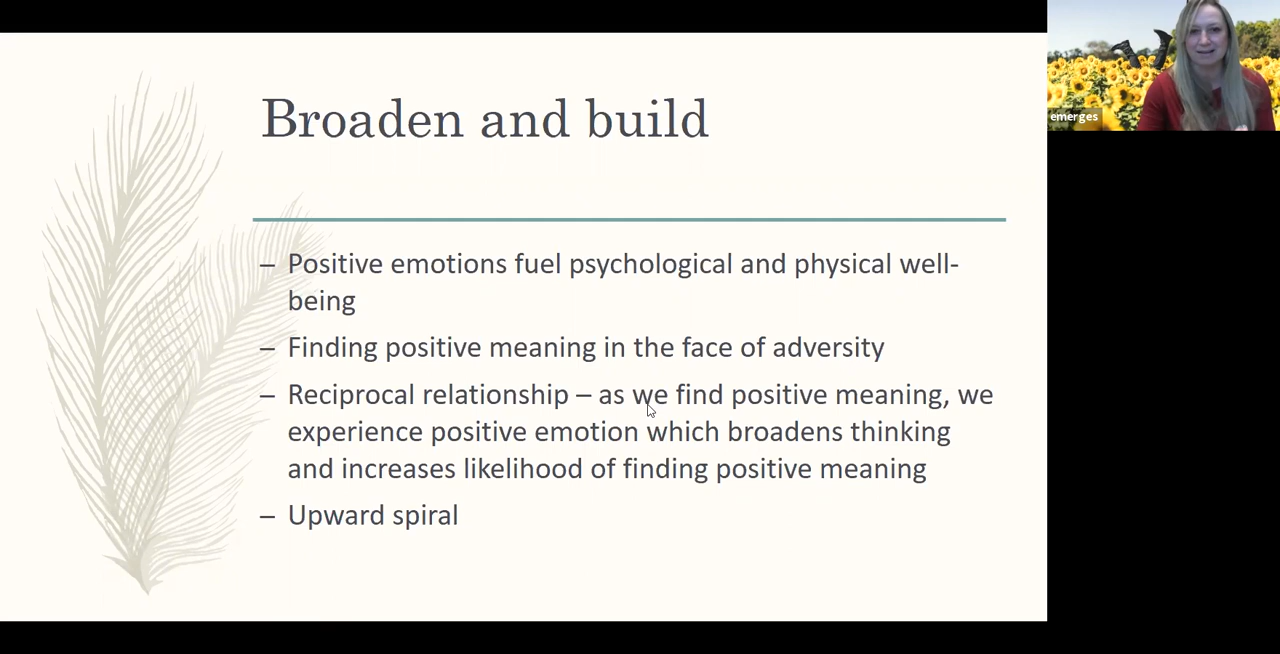 Broaden and build
– Positive emotions fuel psychological and physical well-
being
– Finding positive meaning in the face of adversity
– Reciprocal relationship – as we find positive meaning, we
experience positive emotion which broadens thinking
and increases likelihood of finding positive meaning
– Upward spiral
emerges